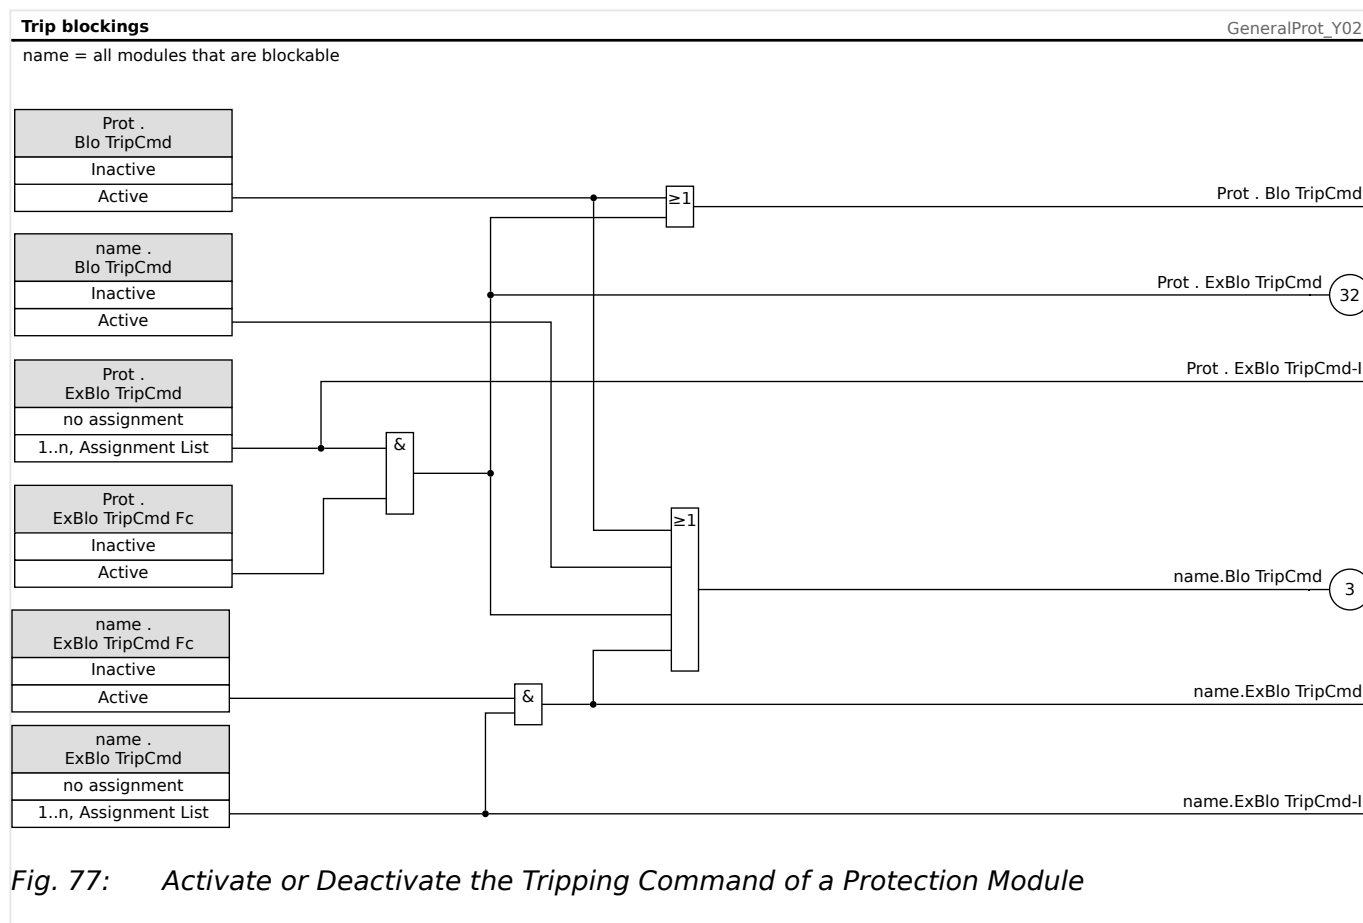 Trip blockings
GeneralProt_Y02
name = all modules that are blockable
Prot .
Blo TripCmd
Inactive
Active
≥1
Prot . Blo TripCmd
name .
Blo TripCmd
Inactive
Active
Prot . ExBlo TripCmd
32
Prot .
ExBlo TripCmd
no assignment
1..n, Assignment List
Prot . ExBlo TripCmd-I
&
Prot .
ExBlo TripCmd Fc
Inactive
Active
≥1
name.Blo TripCmd
3
name .
ExBlo TripCmd Fc
Inactive
Active
&
name.ExBlo TripCmd
name .
ExBlo TripCmd
no assignment
1..n, Assignment List
name.ExBlo TripCmd-I
Fig. 77: Activate or Deactivate the Tripping Command of a Protection Module